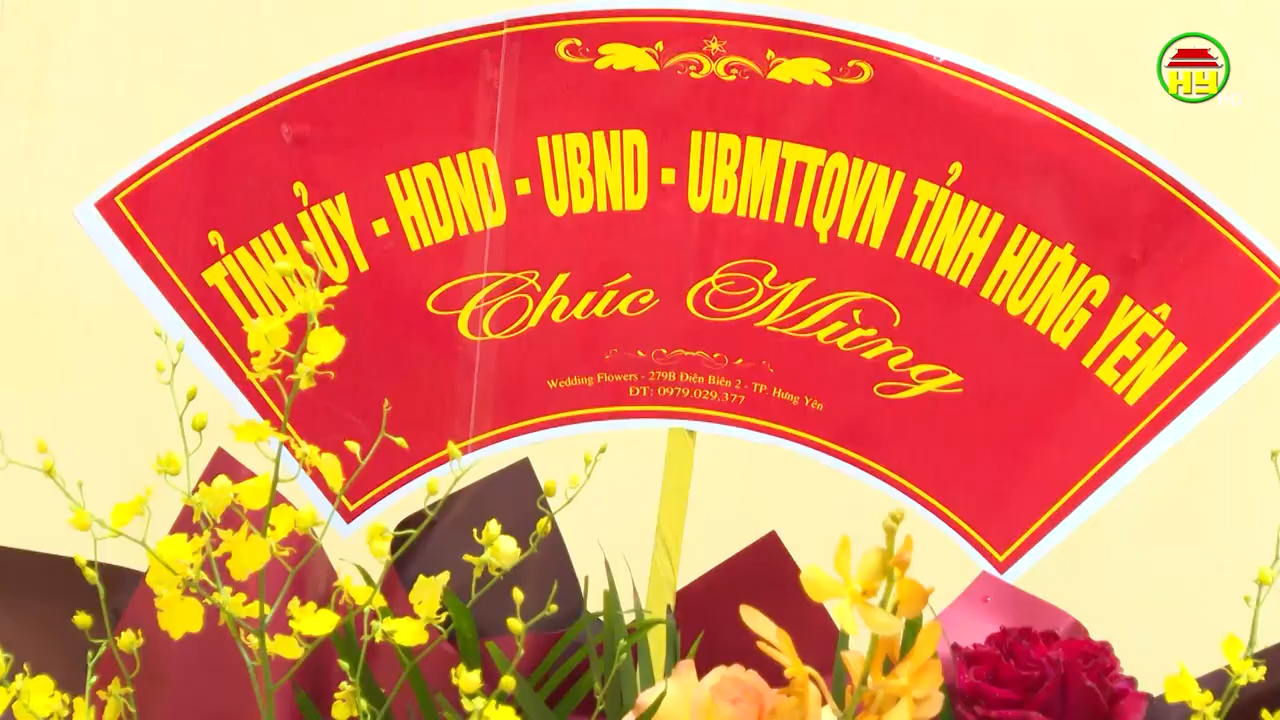 HY
TỈNH ỦY - HDND - UBND - UBMTTQVN TỈNH HƯNG YÊN
Chúc Mừng
Wedding Flowers - 279B Điện Biên 2 - TP. Hưng Yên
ĐT: 0979.029.377